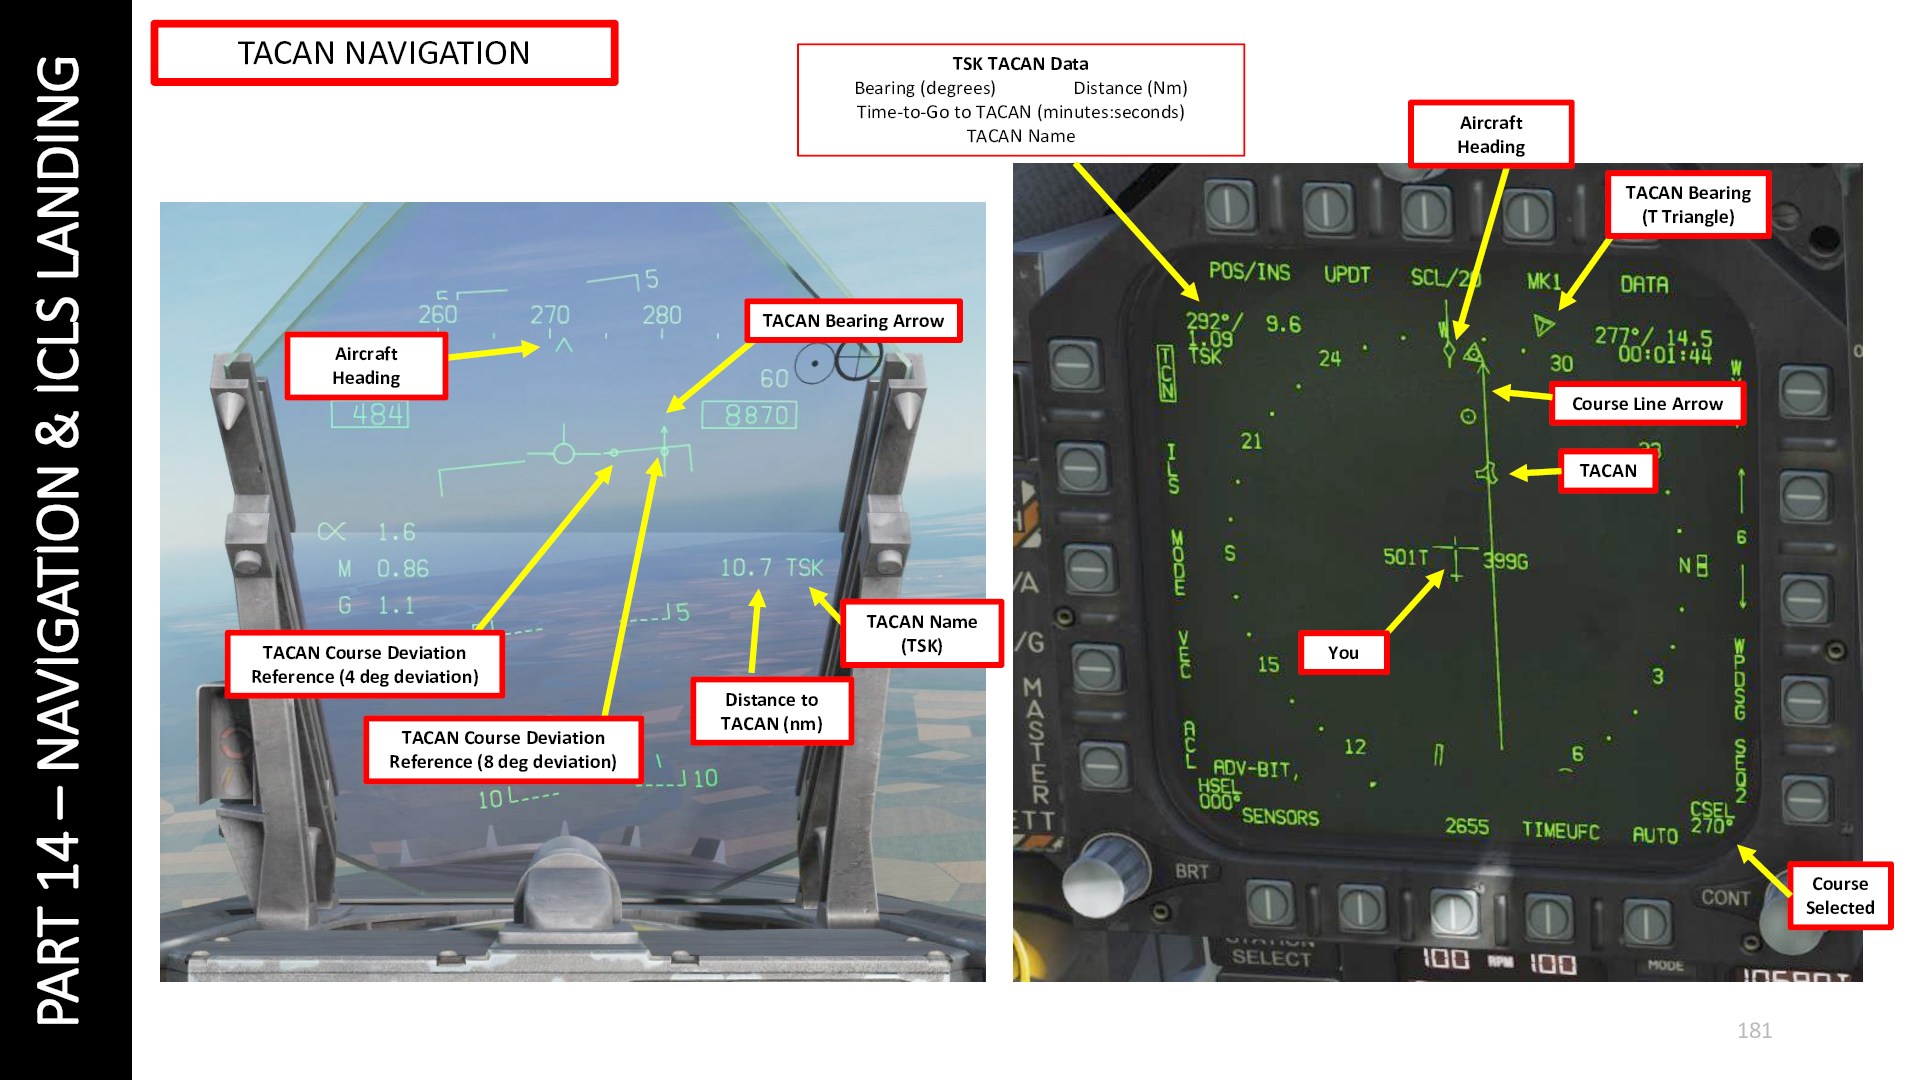 PART 14 – NAVIGATION & ICLS LANDING
TACAN NAVIGATION
TSK TACAN Data
Bearing (degrees) Distance (Nm)
Time-to-Go to TACAN (minutes:seconds)
TACAN Name
Aircraft
Heading
TACAN Bearing
(T Triangle)
5 5
260 270 280
TACAN Bearing Arrow
Aircraft
Heading
60
484 8870
α 1.6
M 0.86
G 1.1
10.7 TSK
5
TACAN Name
(TSK)
TACAN Course Deviation
Reference (4 deg deviation)
Distance to
TACAN (nm)
TACAN Course Deviation
Reference (8 deg deviation)
10 10
POS/INS UPDT SCL/20 MK1 DATA
292°/ 9.6
1.09
TSK
277°/ 14.5
00:01:44
W
24 30
21 33
S N
15 3
12 6
TCN
ILS
MODE
VEC
ACL
Course Line Arrow
TACAN
501T 399G
You
6
WPDSG
SEQ2
ADV-BIT,
HSEL
000°
SENSORS 2655 TIMEUFC AUTO
CSEL
270°
Course
Selected
/A
/G
MASTER
BRT
CONT
STATION
SELECT
100 RPM 100
MODE
181